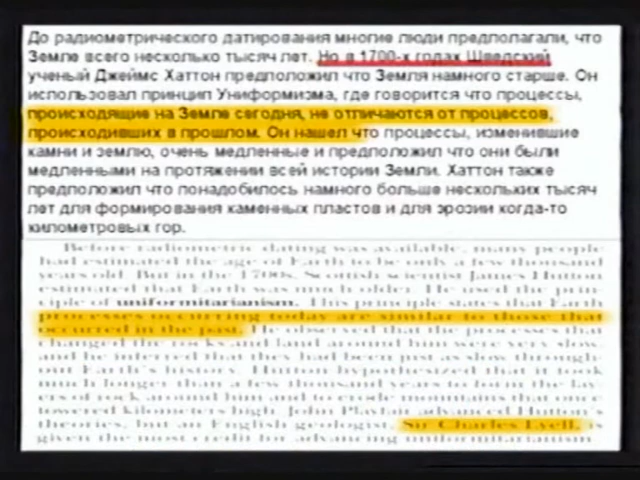 До радиометрического датирования многие люди предполагали, что
Земле всего несколько тысяч лет. Но в 1700-х годах Шведский
ученый Джеймс Хаттон предположил что Земля намного старше. Он
использовал принцип Униформизма, где говорится что процессы,
происходящие на Земле сегодня, не отличаются от процессов,
происходивших в прошлом. Он нашел что процессы, изменившие
камни и землю, очень медленные и предположил что они были
медленными на протяжении всей истории Земли. Хаттон также
предположил что понадобилось намного больше нескольких тысяч
лет для формирования каменных пластов и для эрозии когда-то
километровых гор.
Before radiometric dating was available, many people
had estimated the age of Earth to be only a few thousand
years old. But in the 1700s, Scottish scientist James Hutton
estimated that Earth was much older. He used the prin-
ciple of uniformitarianism. This principle states that Earth
processes occurring today are similar to those that
occurred in the past. He observed that the processes that
changed the rocks and land around him were very slow,
and he inferred that they had been just as slow through-
out Earth's history. Hutton hypothesized that it took
much longer than a few thousand years to form the lay-
ers of rock around him and to erode mountains that once
towered kilometers high. John Playfair advanced Hutton's
theories, but an English geologist, Sir Charles Lyell, is
given the most credit for advancing uniformitarianism.